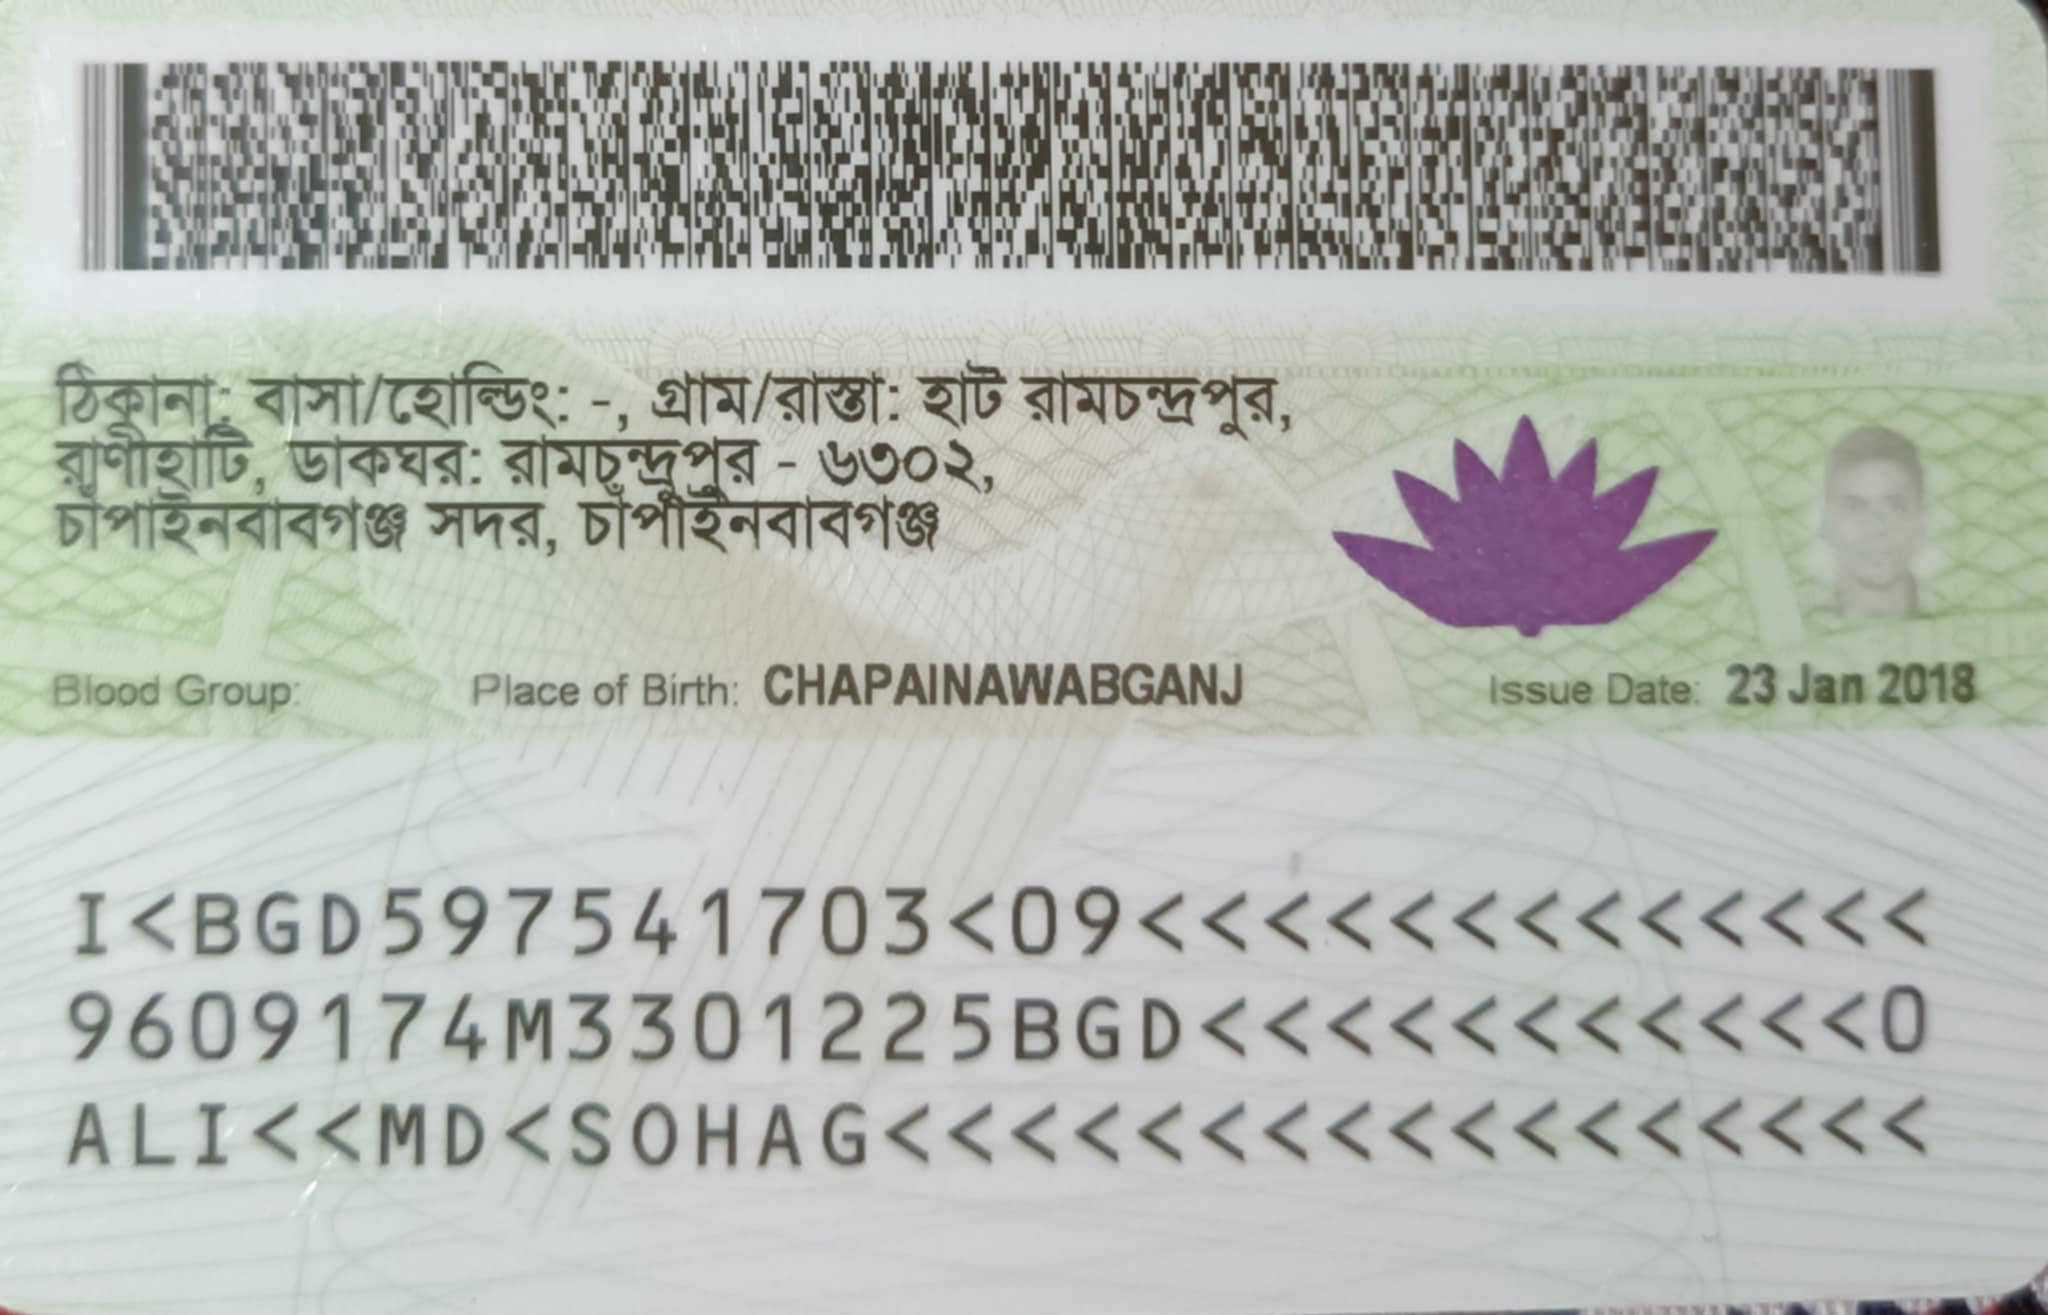 ঠিকানা: বাসা/হোল্ডিং: -, গ্রাম/রাস্তা: হাট রামচন্দ্রপুর,
রাণীহাটি, ডাকঘর: রামচন্দ্রপুর - ৬৩০২,
চাঁপাইনবাবগঞ্জ সদর, চাঁপাইনবাবগঞ্জ
Blood Group: Place of Birth: CHAPAINAWABGANJ Issue Date: 23 Jan 2018
I<BGD597541703<09<<<<<<<<<<<<<
9609174M3301225BGD<<<<<<<<<<<0
ALI<<MD<SOHAG<<<<<<<<<<<<<<<<<